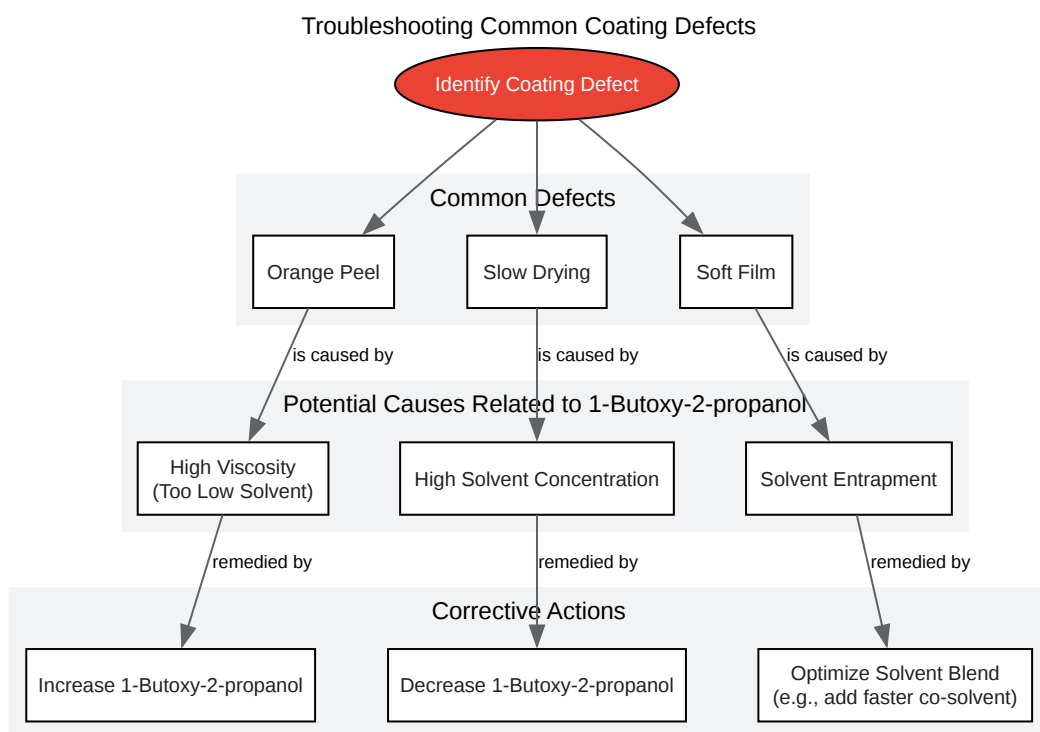 Troubleshooting Common Coating Defects
Identify Coating Defect
Common Defects
Orange Peel
Slow Drying
Soft Film
is caused by
is caused by
is caused by
Potential Causes Related to 1-Butoxy-2-propanol
High Viscosity
(Too Low Solvent)
High Solvent Concentration
Solvent Entrapment
remedied by
remedied by
remedied by
Corrective Actions
Increase 1-Butoxy-2-propanol
Decrease 1-Butoxy-2-propanol
Optimize Solvent Blend
(e.g., add faster co-solvent)